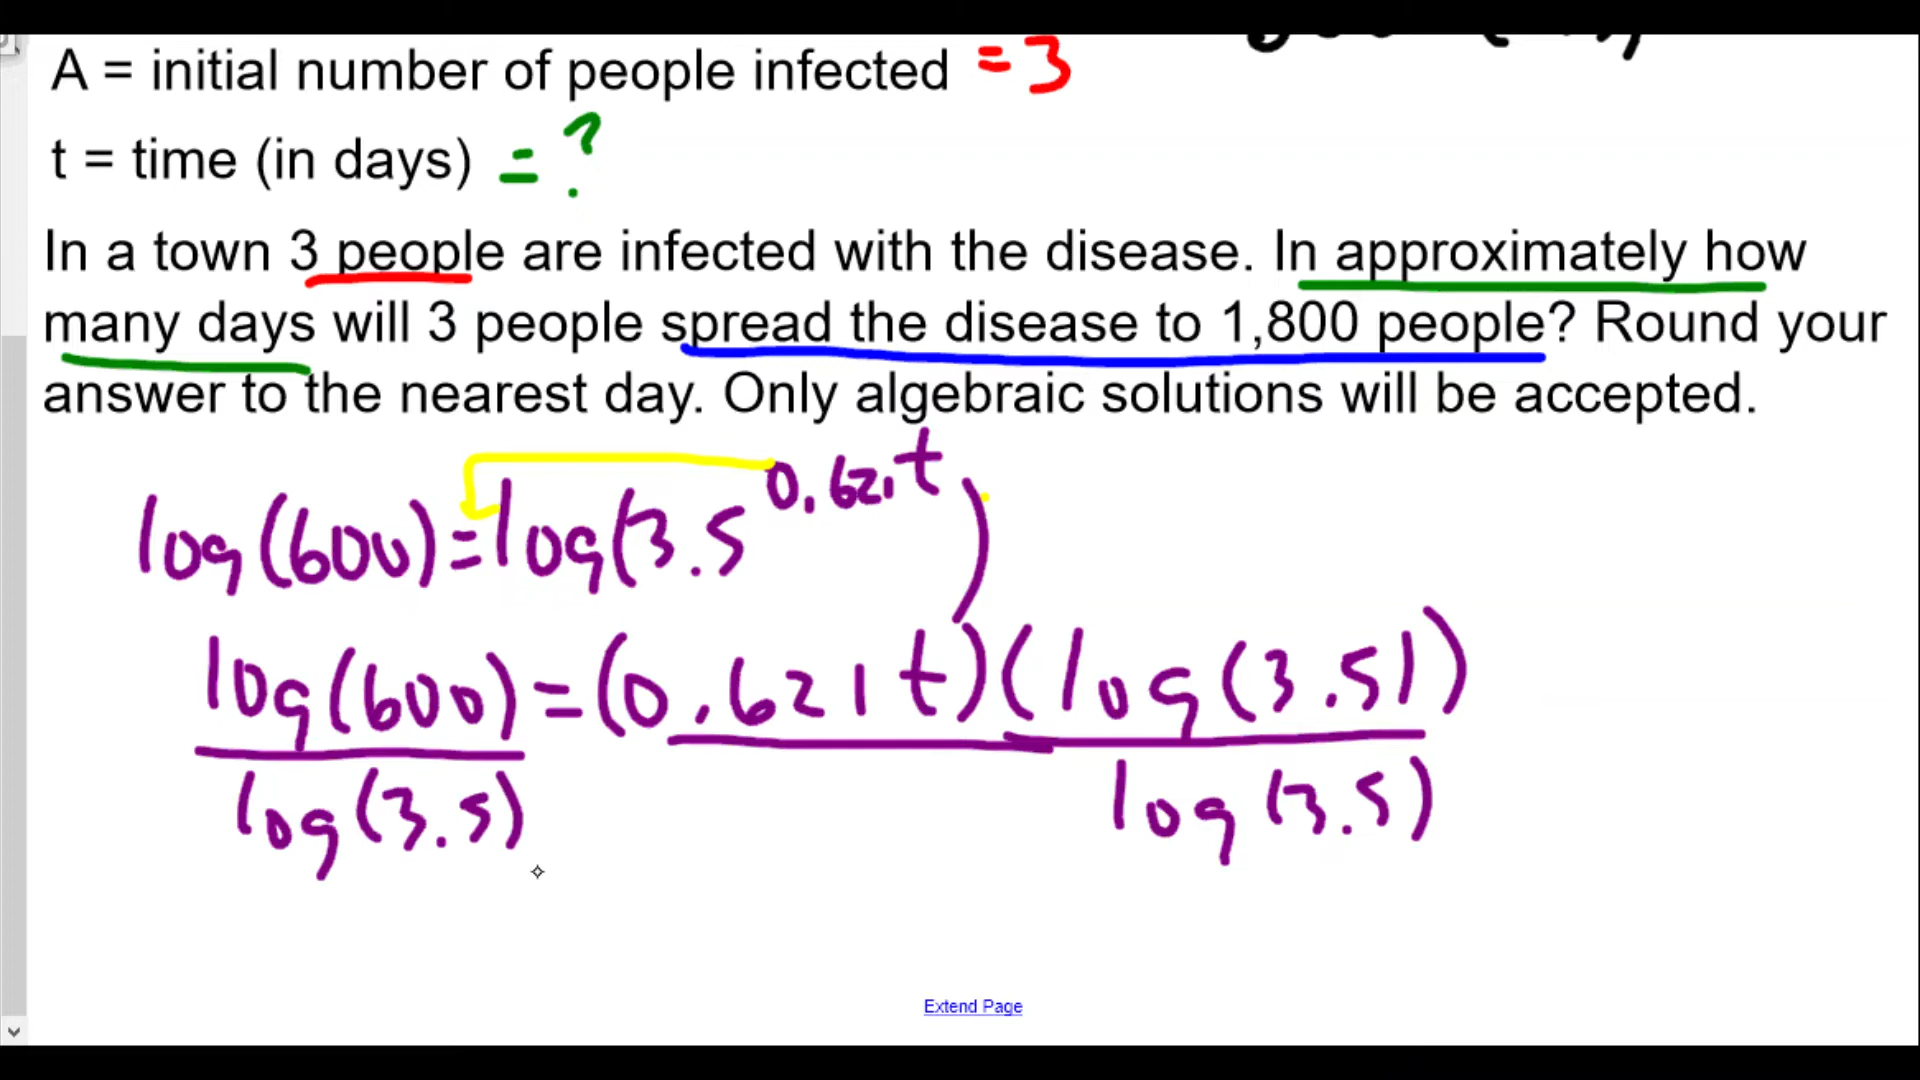 A = initial number of people infected = 3
t = time (in days) = ?
In a town 3 people are infected with the disease. In approximately how
many days will 3 people spread the disease to 1,800 people? Round your
answer to the nearest day. Only algebraic solutions will be accepted.
log(600)=log(3.5^0.621t)
log(600)=(0.621t)(log(3.5))
log(3.5) log(3.5)
Extend Page